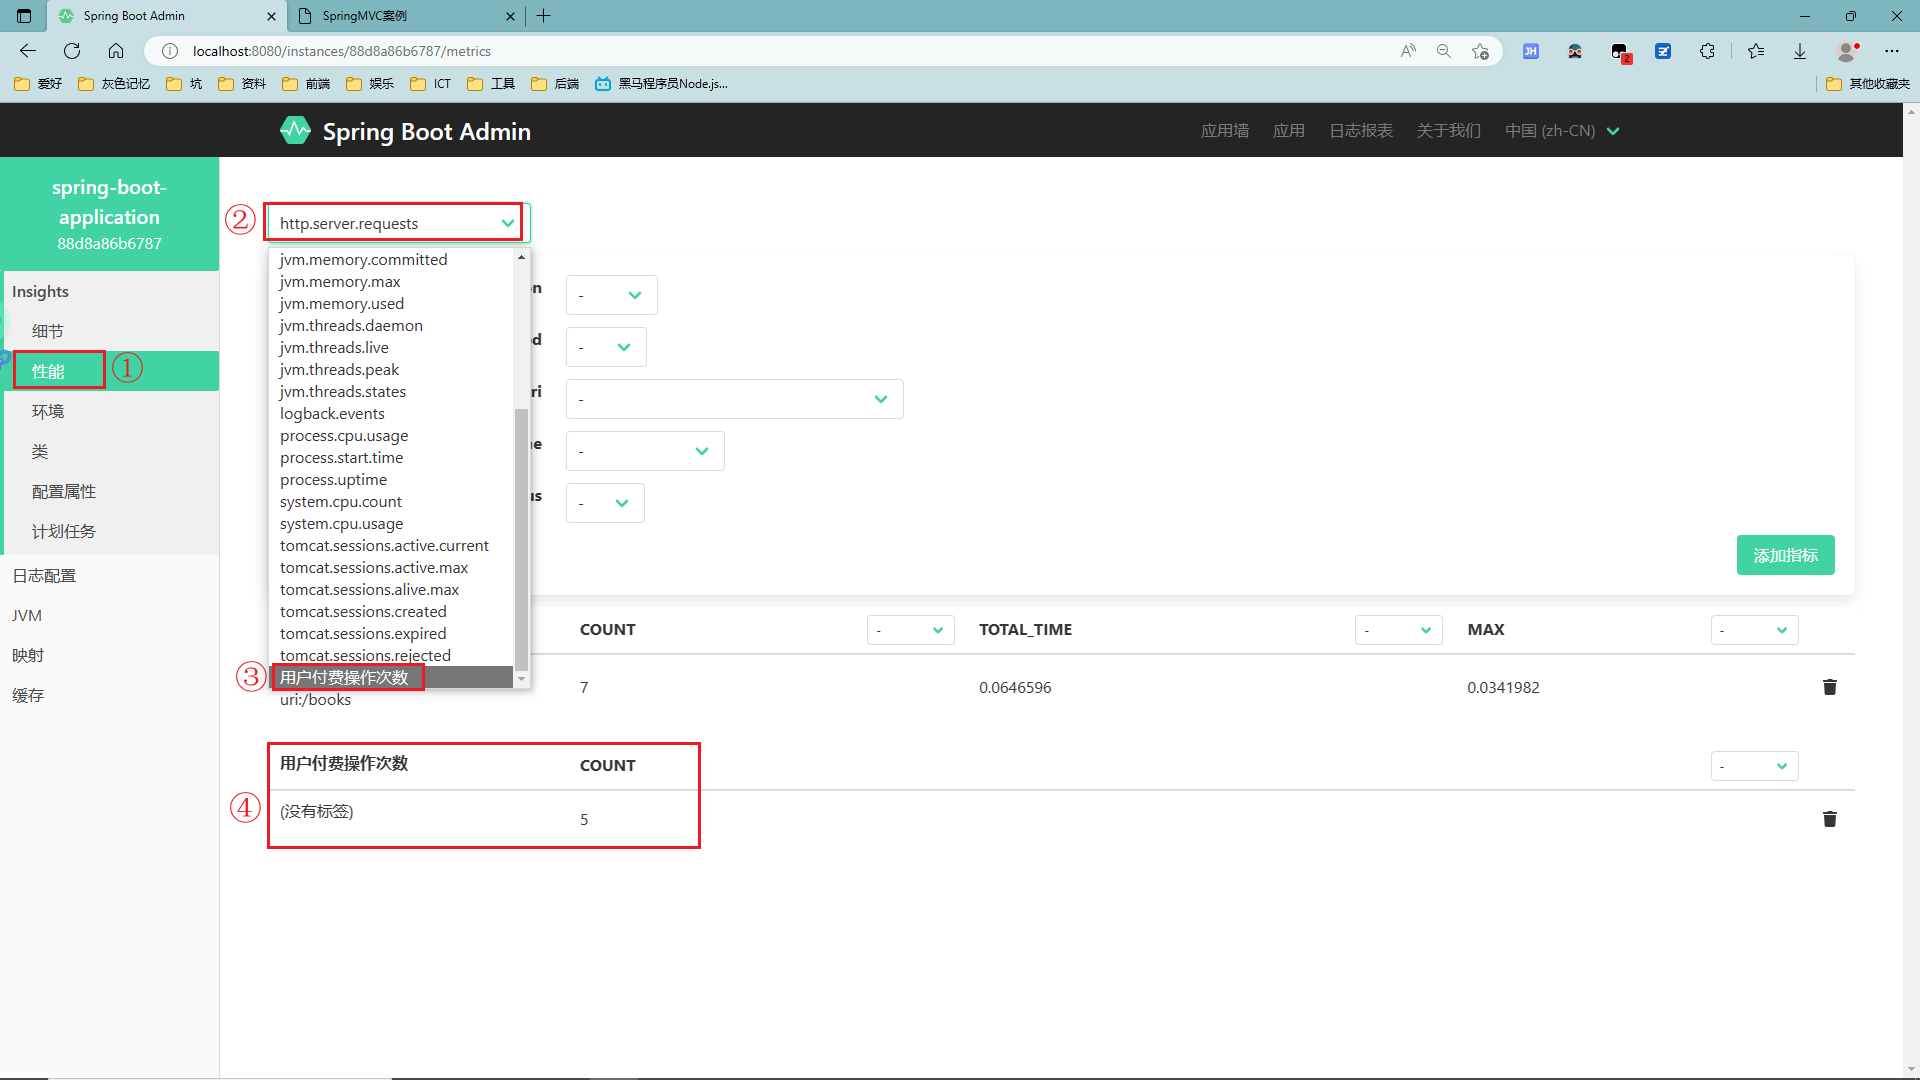 Spring Boot Admin
SpringMVC案例
localhost:8080/instances/88d8a86b6787/metrics
JH
2
爱好
灰色记忆
坑
资料
前端
娱乐
ICT
工具
后端
黑马程序员Node.js...
其他收藏夹
Spring Boot Admin
应用墙
应用
日志报表
关于我们
中国 (zh-CN)
spring-boot-
application
88d8a86b6787
Insights
细节
性能
①
环境
类
配置属性
计划任务
日志配置
JVM
映射
缓存
②
http.server.requests
jvm.memory.committed
jvm.memory.max
jvm.memory.used
jvm.threads.daemon
jvm.threads.live
jvm.threads.peak
jvm.threads.states
logback.events
process.cpu.usage
process.start.time
process.uptime
system.cpu.count
system.cpu.usage
tomcat.sessions.active.current
tomcat.sessions.active.max
tomcat.sessions.alive.max
tomcat.sessions.created
tomcat.sessions.expired
tomcat.sessions.rejected
③ 用户付费操作次数
n -
d -
ri -
e -
us -
添加指标
COUNT - TOTAL_TIME - MAX -
uri:/books 7 0.0646596 0.0341982
④
用户付费操作次数 COUNT -
(没有标签) 5